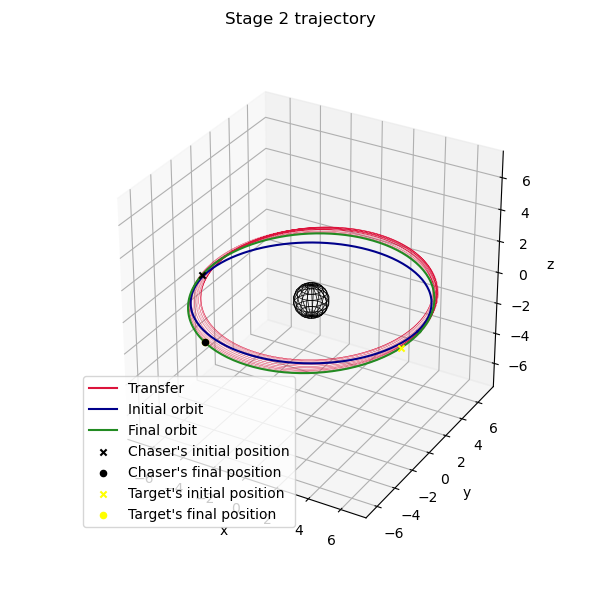 Stage 2 trajectory
6
4
2
0
−2
−4
−6
z
6
4
2
0
−2
−4
−6
y
4
6
x
Transfer
Initial orbit
Final orbit
Chaser's initial position
Chaser's final position
Target's initial position
Target's final position